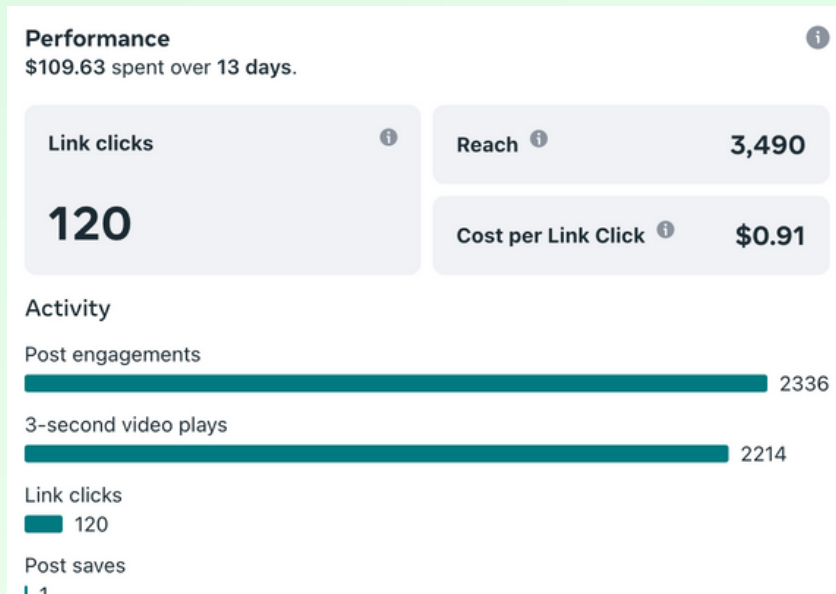 Performance
$109.63 spent over 13 days.
Link clicks
120
Reach
3,490
Cost per Link Click
$0.91
Activity
Post engagements
2336
3-second video plays
2214
Link clicks
120
Post saves
1